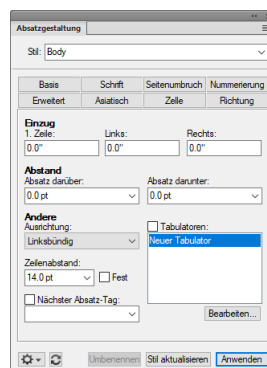 Absatzgestaltung
Stil: Body
Basis Schrift Seitenumbruch Nummerierung
Erweitert Asiatisch Zelle Richtung
Einzug
1. Zeile: Links: Rechts:
0.0" 0.0" 0.0"
Abstand
Absatz darüber: Absatz darunter:
0.0 pt 0.0 pt
Andere
Ausrichtung: Tabulatoren:
Linksbündig Neuer Tabulator
Zeilenabstand:
14.0 pt Fest
Nächster Absatz-Tag:
Bearbeiten...
Umbenennen Stil aktualisieren Anwenden